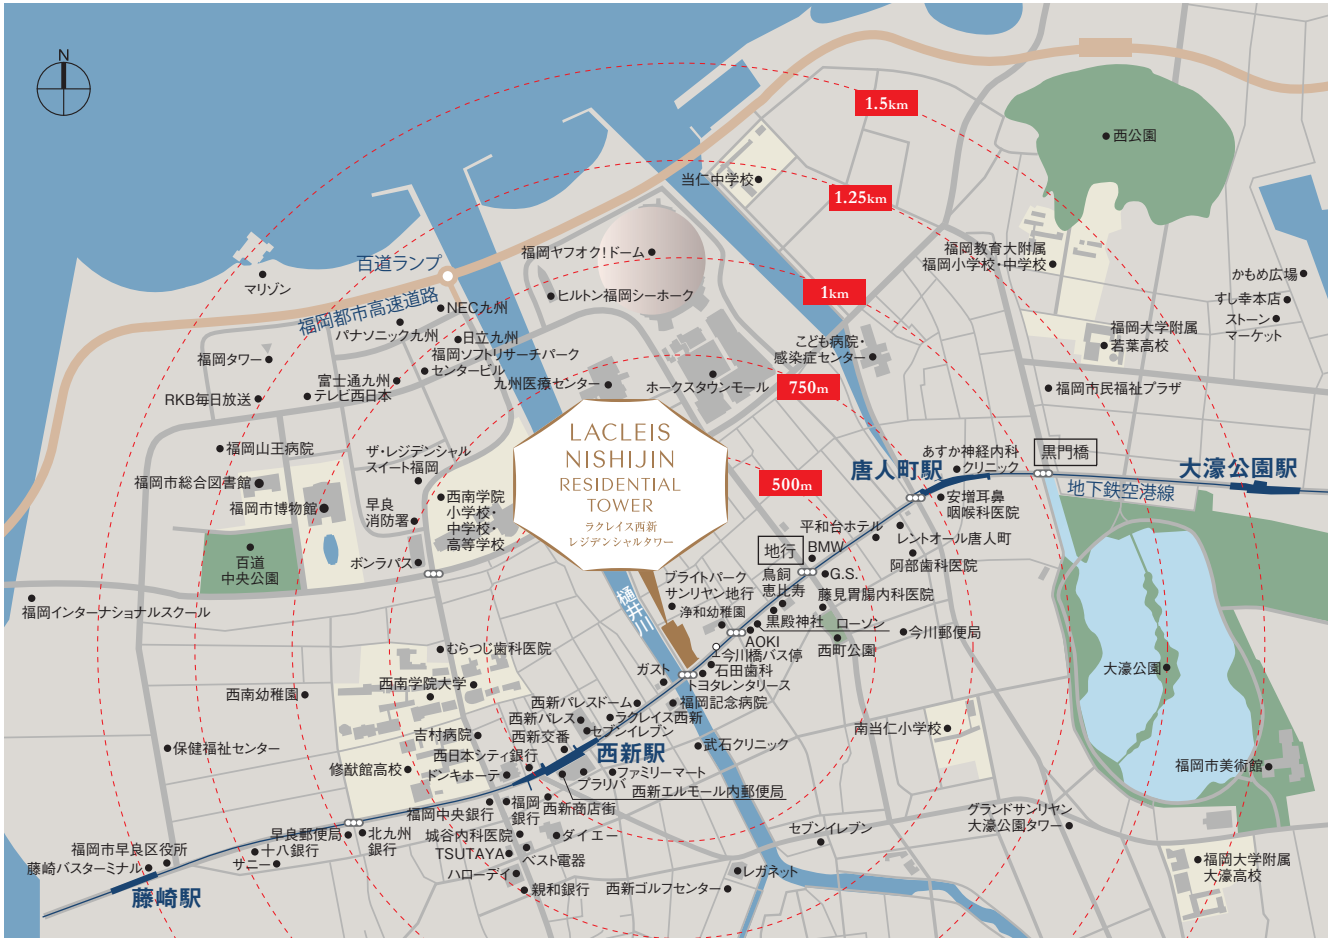 N
1.5km
西公園
当仁中学校
1.25km
福岡教育大附属
福岡小学校・中学校
福岡ヤフオク!ドーム
百道ランプ
マリゾン
かもめ広場
1km
ヒルトン福岡シーホーク
すし幸本店
NEC九州
福岡都市高速道路
ストーン
マーケット
パナソニック九州
日立九州
福岡大学附属
若葉高校
こども病院・
感染症センター
福岡タワー
福岡ソフトリサーチパーク
センタービル
富士通九州
九州医療センター
ホークスタウンモール
750m
福岡市民福祉プラザ
テレビ西日本
RKB毎日放送
LACLEIS
NISHIJIN
RESIDENTIAL
TOWER
ラクレイス西新
レジデンシャルタワー
福岡山王病院
ザ・レジデンシャル
スイート福岡
あすか神経内科
クリニック
黒門橋
唐人町駅
大濠公園駅
500m
福岡市総合図書館
地下鉄空港線
西南学院
小学校・
中学校・
高等学校
早良
消防署
福岡市博物館
安増耳鼻
咽喉科医院
平和台ホテル
レントオール唐人町
地行
BMW
阿部歯科医院
百道
中央公園
ボンラパス
G.S.
鳥飼
恵比寿
ブライトパーク
サンリヤン地行
藤見胃腸内科医院
福岡インターナショナルスクール
樋井川
浄和幼稚園
黒殿神社
ローソン
今川郵便局
AOKI
西町公園
今川橋バス停
むらつじ歯科医院
石田歯科
ガスト
大濠公園
トヨタレンタリース
西南学院大学
西南幼稚園
西新パレスドーム
福岡記念病院
西新パレス
ラクレイス西新
セブンイレブン
南当仁小学校
吉村病院
西新交番
武石クリニック
保健福祉センター
西日本シティ銀行
西新駅
修猷館高校
ドンキホーテ
プラリバ
ファミリーマート
福岡市美術館
西新エルモール内郵便局
福岡中央銀行
福岡
銀行
西新商店街
グランドサンリヤン
大濠公園タワー
早良郵便局
北九州
銀行
城谷内科医院
ダイエー
セブンイレブン
十八銀行
福岡市早良区役所
TSUTAYA
ベスト電器
サニー
藤崎バスターミナル
ハローデイ
レガネット
福岡大学附属
大濠高校
親和銀行
西新ゴルフセンター
藤崎駅